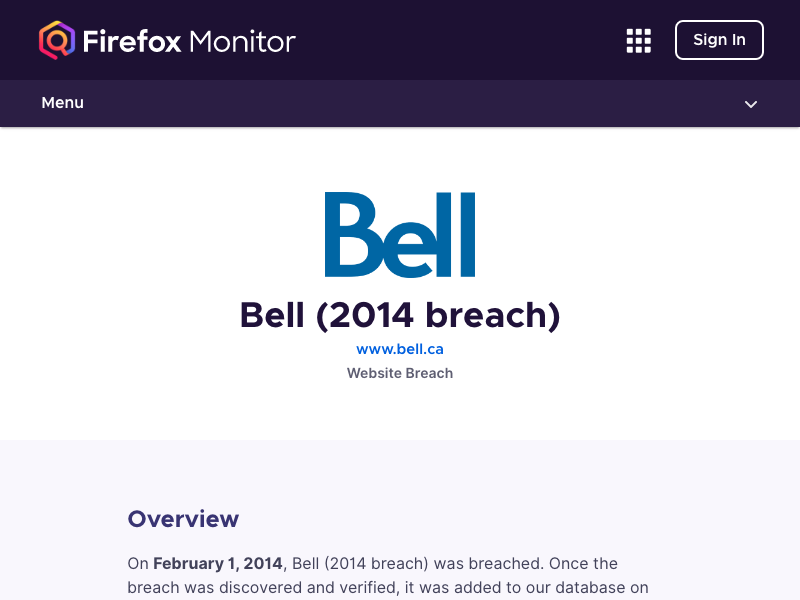 Firefox Monitor
Sign In
Menu
Bell
Bell (2014 breach)
www.bell.ca
Website Breach
Overview
On February 1, 2014, Bell (2014 breach) was breached. Once the
breach was discovered and verified, it was added to our database on